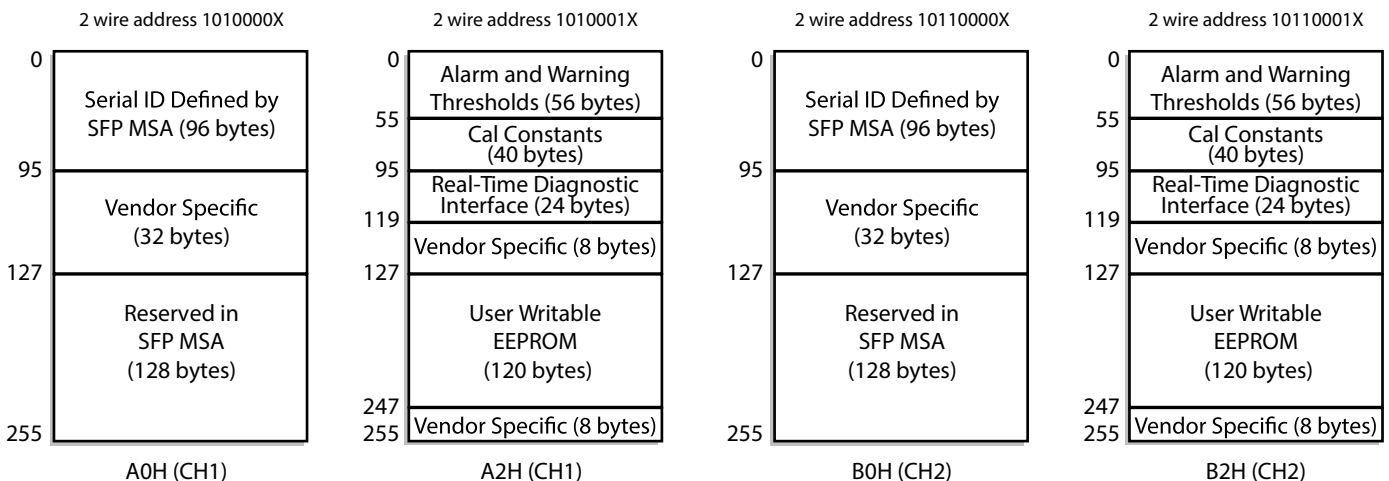 2 wire address 1010000X
0
Serial ID Defined by
SFP MSA (96 bytes)
95
Vendor Specific
(32 bytes)
127
Reserved in
SFP MSA
(128 bytes)
255
A0H (CH1)
2 wire address 1010001X
0
Alarm and Warning
Thresholds (56 bytes)
55
Cal Constants
(40 bytes)
95
Real-Time Diagnostic
Interface (24 bytes)
119
Vendor Specific (8 bytes)
127
User Writable
EEPROM
(120 bytes)
247
Vendor Specific (8 bytes)
255
A2H (CH1)
2 wire address 10110000X
0
Serial ID Defined by
SFP MSA (96 bytes)
95
Vendor Specific
(32 bytes)
127
Reserved in
SFP MSA
(128 bytes)
255
B0H (CH2)
2 wire address 10110001X
0
Alarm and Warning
Thresholds (56 bytes)
55
Cal Constants
(40 bytes)
95
Real-Time Diagnostic
Interface (24 bytes)
119
Vendor Specific (8 bytes)
127
User Writable
EEPROM
(120 bytes)
247
Vendor Specific (8 bytes)
255
B2H (CH2)